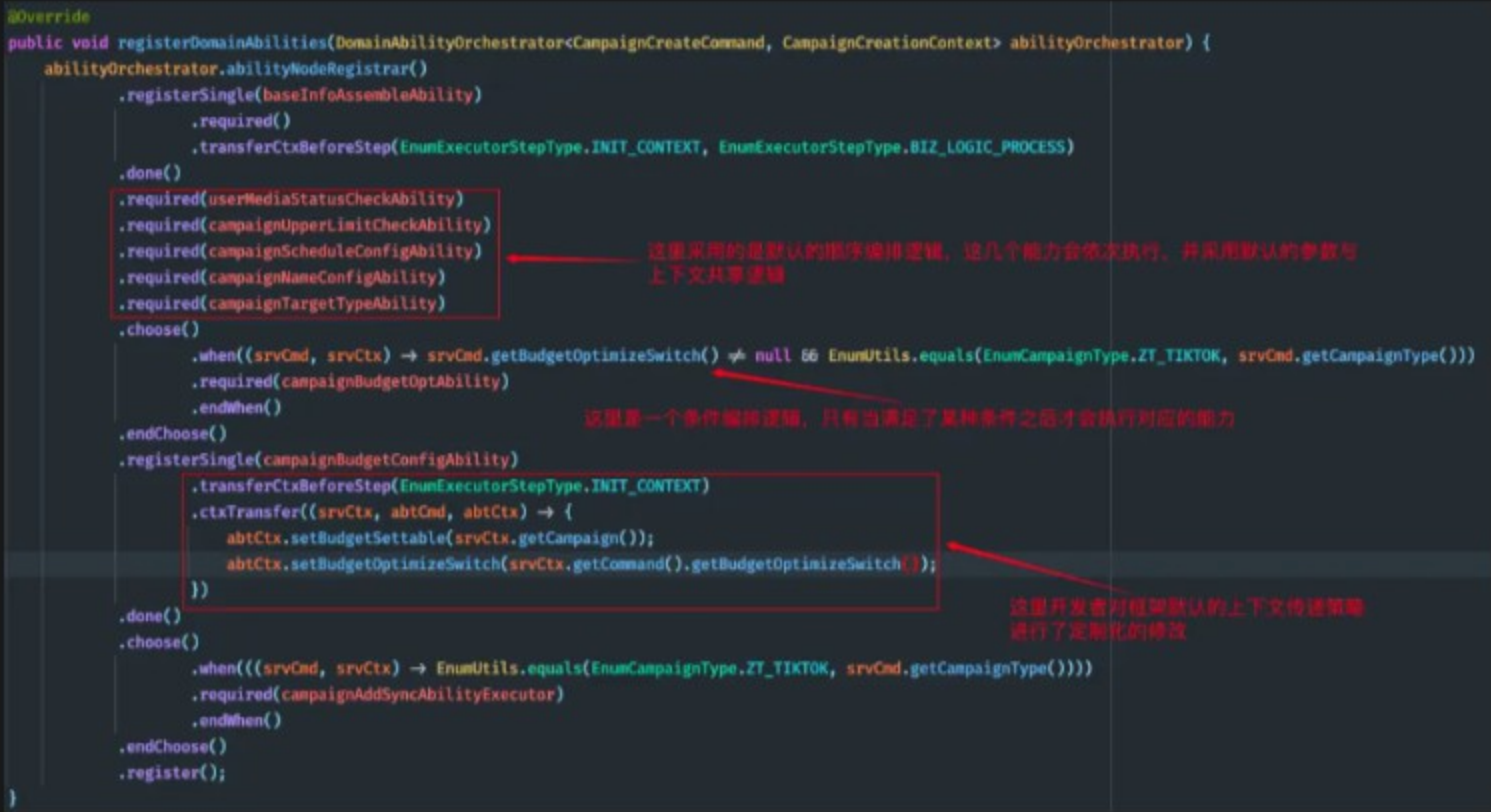 @Override
public void registerDomainAbilities(DomainAbilityOrchestrator<CampaignCreateCommand, CampaignCreationContext> abilityOrchestrator) {
abilityOrchestrator.abilityNodeRegistrar()
.registerSingle(baseInfoAssembleAbility)
.required()
.transferCtxBeforeStep(EnumExecutorStepType.INIT_CONTEXT, EnumExecutorStepType.BIZ_LOGIC_PROCESS)
.done()
.required(userMediaStatusCheckAbility)
.required(campaignUpperLimitCheckAbility)
.required(campaignScheduleConfigAbility)
这里采用的是默认的顺序编排逻辑，这几个能力会依次执行，并采用默认的参数与
上下文共享逻辑
.required(campaignNameConfigAbility)
.required(campaignTargetTypeAbility)
.choose()
.when((srvCmd, srvCtx) → srvCmd.getBudgetOptimizeSwitch() ≠ null && EnumUtils.equals(EnumCampaignType.ZT_TIKTOK, srvCmd.getCampaignType()))
.required(campaignBudgetOptAbility)
.endWhen()
这里是一个条件编排逻辑，只有当满足了某种条件之后才会执行对应的能力
.endChoose()
.registerSingle(campaignBudgetConfigAbility)
.transferCtxBeforeStep(EnumExecutorStepType.INIT_CONTEXT)
.ctxTransfer((srvCtx, abtCmd, abtCtx) → {
abtCtx.setBudgetSettable(srvCtx.getCampaign());
abtCtx.setBudgetOptimizeSwitch(srvCtx.getCommand().getBudgetOptimizeSwitch());
})
这里开发者对框架默认的上下文传递策略
进行了定制化的修改
.done()
.choose()
.when(((srvCmd, srvCtx) → EnumUtils.equals(EnumCampaignType.ZT_TIKTOK, srvCmd.getCampaignType())))
.required(campaignAddSyncAbilityExecutor)
.endWhen()
.endChoose()
.register();
}